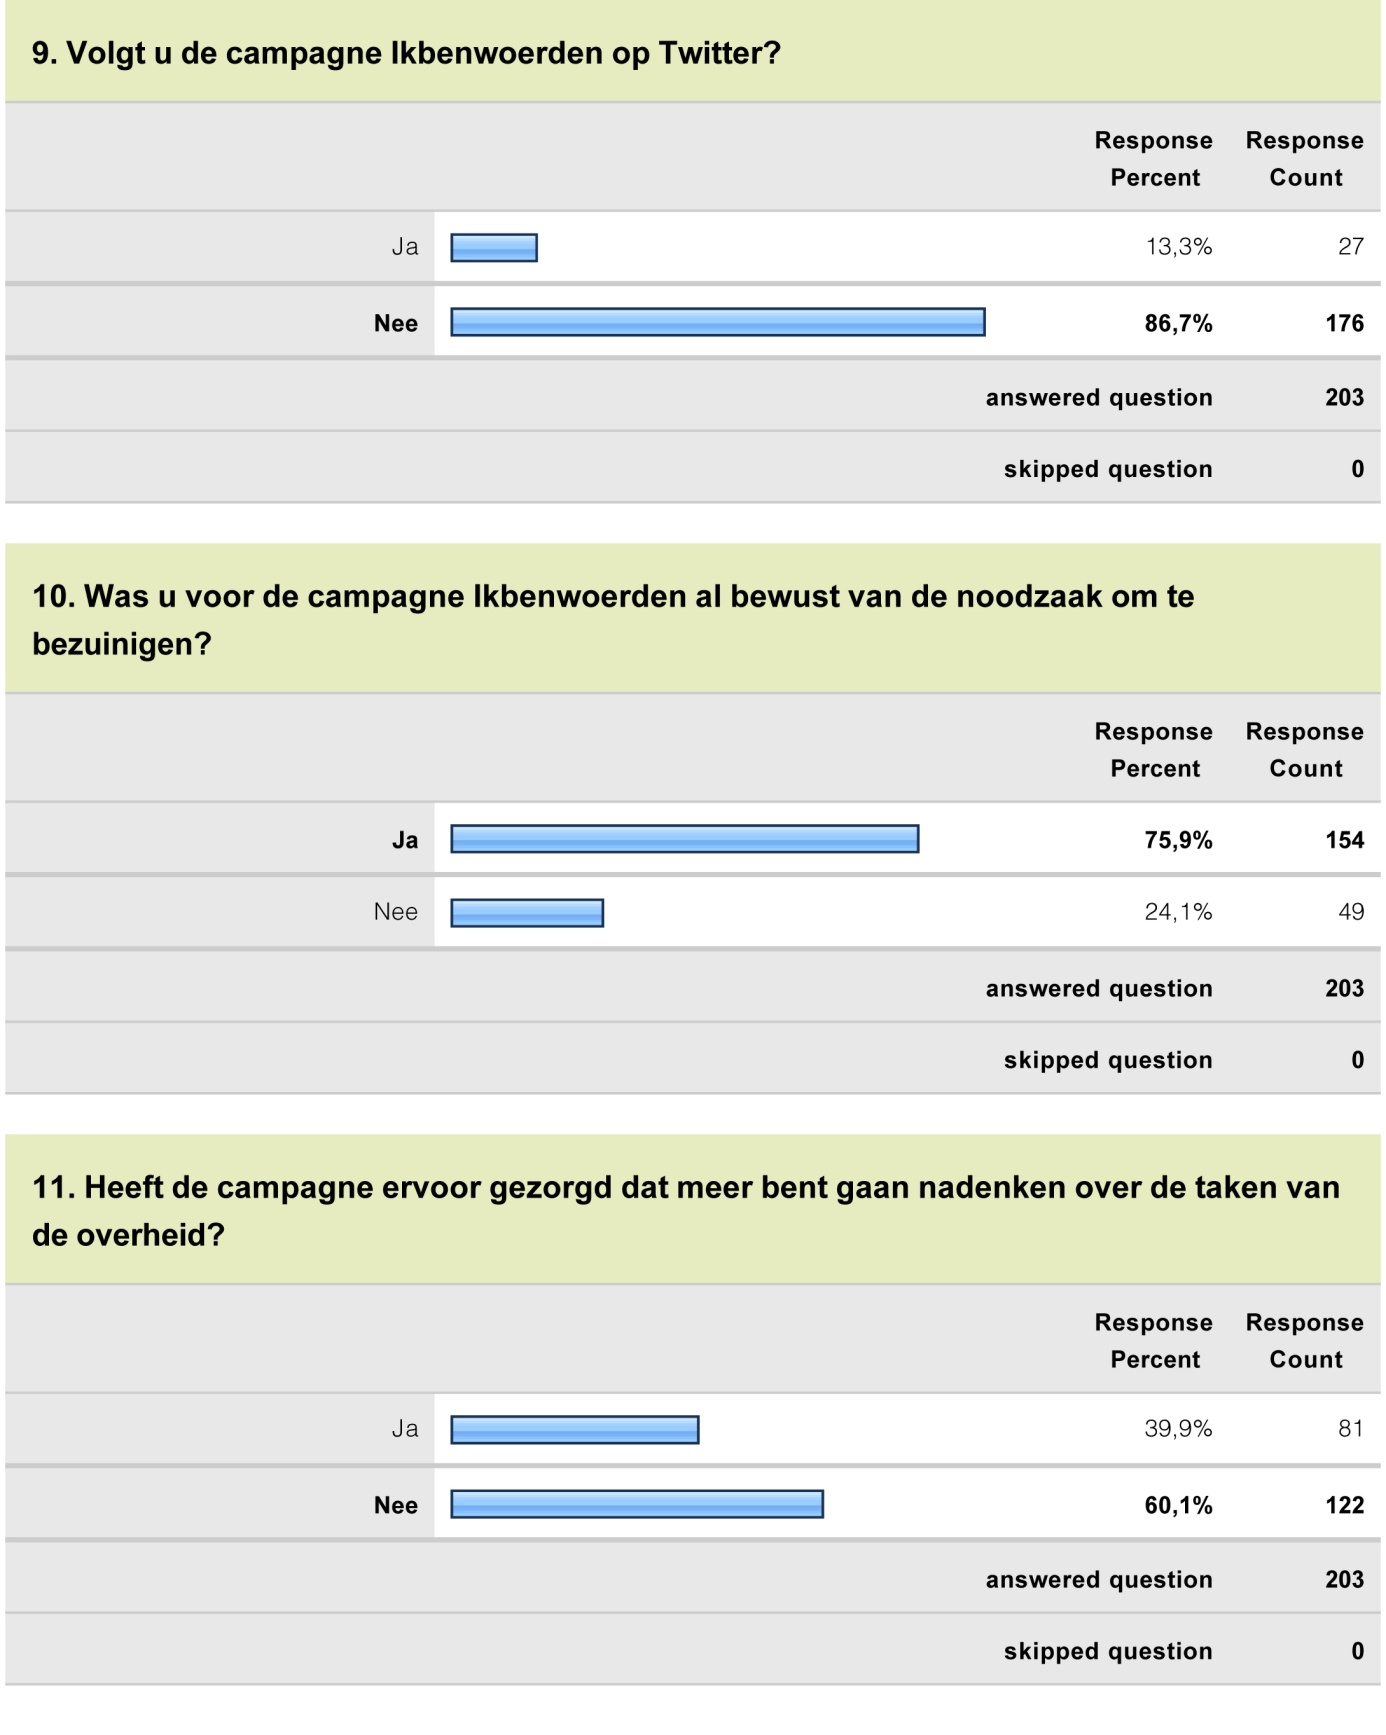 9. Volgt u de campagne Ikbenwoerden op Twitter?
Response Response
Percent Count
Ja 13,3% 27
Nee 86,7% 176
answered question 203
skipped question 0
10. Was u voor de campagne Ikbenwoerden al bewust van de noodzaak om te
bezuinigen?
Response Response
Percent Count
Ja 75,9% 154
Nee 24,1% 49
answered question 203
skipped question 0
11. Heeft de campagne ervoor gezorgd dat meer bent gaan nadenken over de taken van
de overheid?
Response Response
Percent Count
Ja 39,9% 81
Nee 60,1% 122
answered question 203
skipped question 0